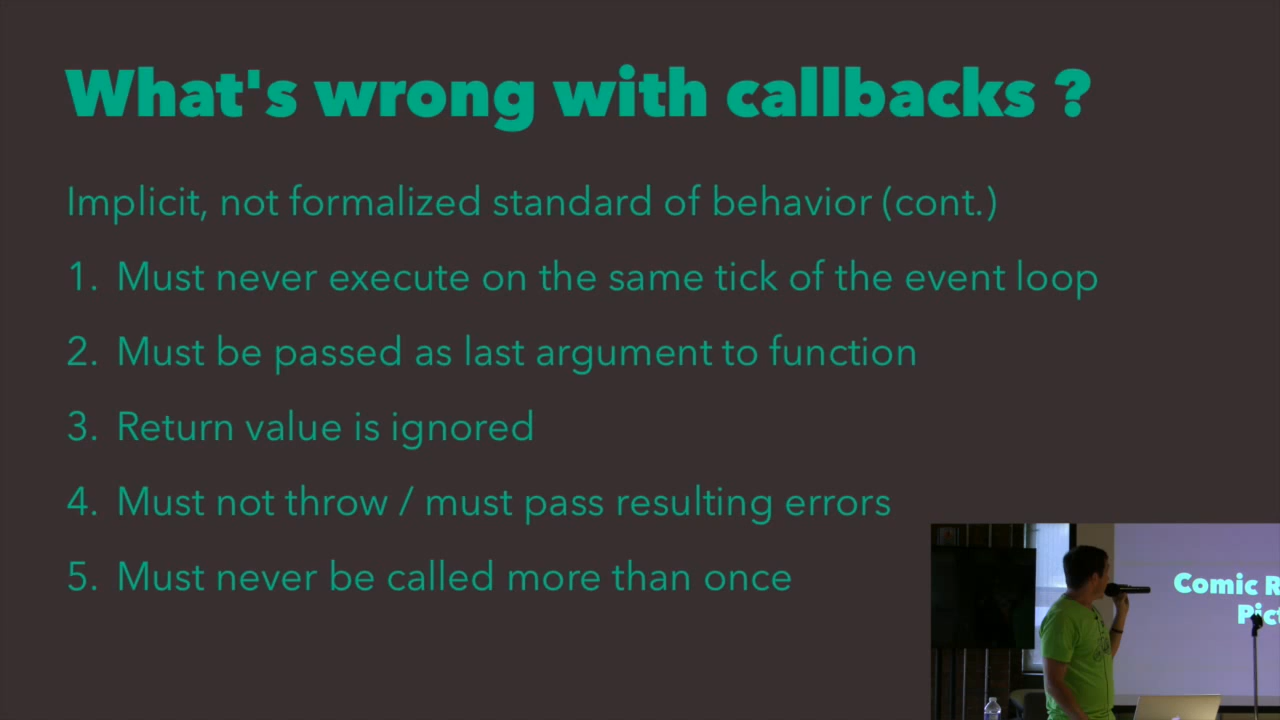 What's wrong with callbacks ?
Implicit, not formalized standard of behavior (cont.)
1. Must never execute on the same tick of the event loop
2. Must be passed as last argument to function
3. Return value is ignored
4. Must not throw / must pass resulting errors
5. Must never be called more than once
Comic